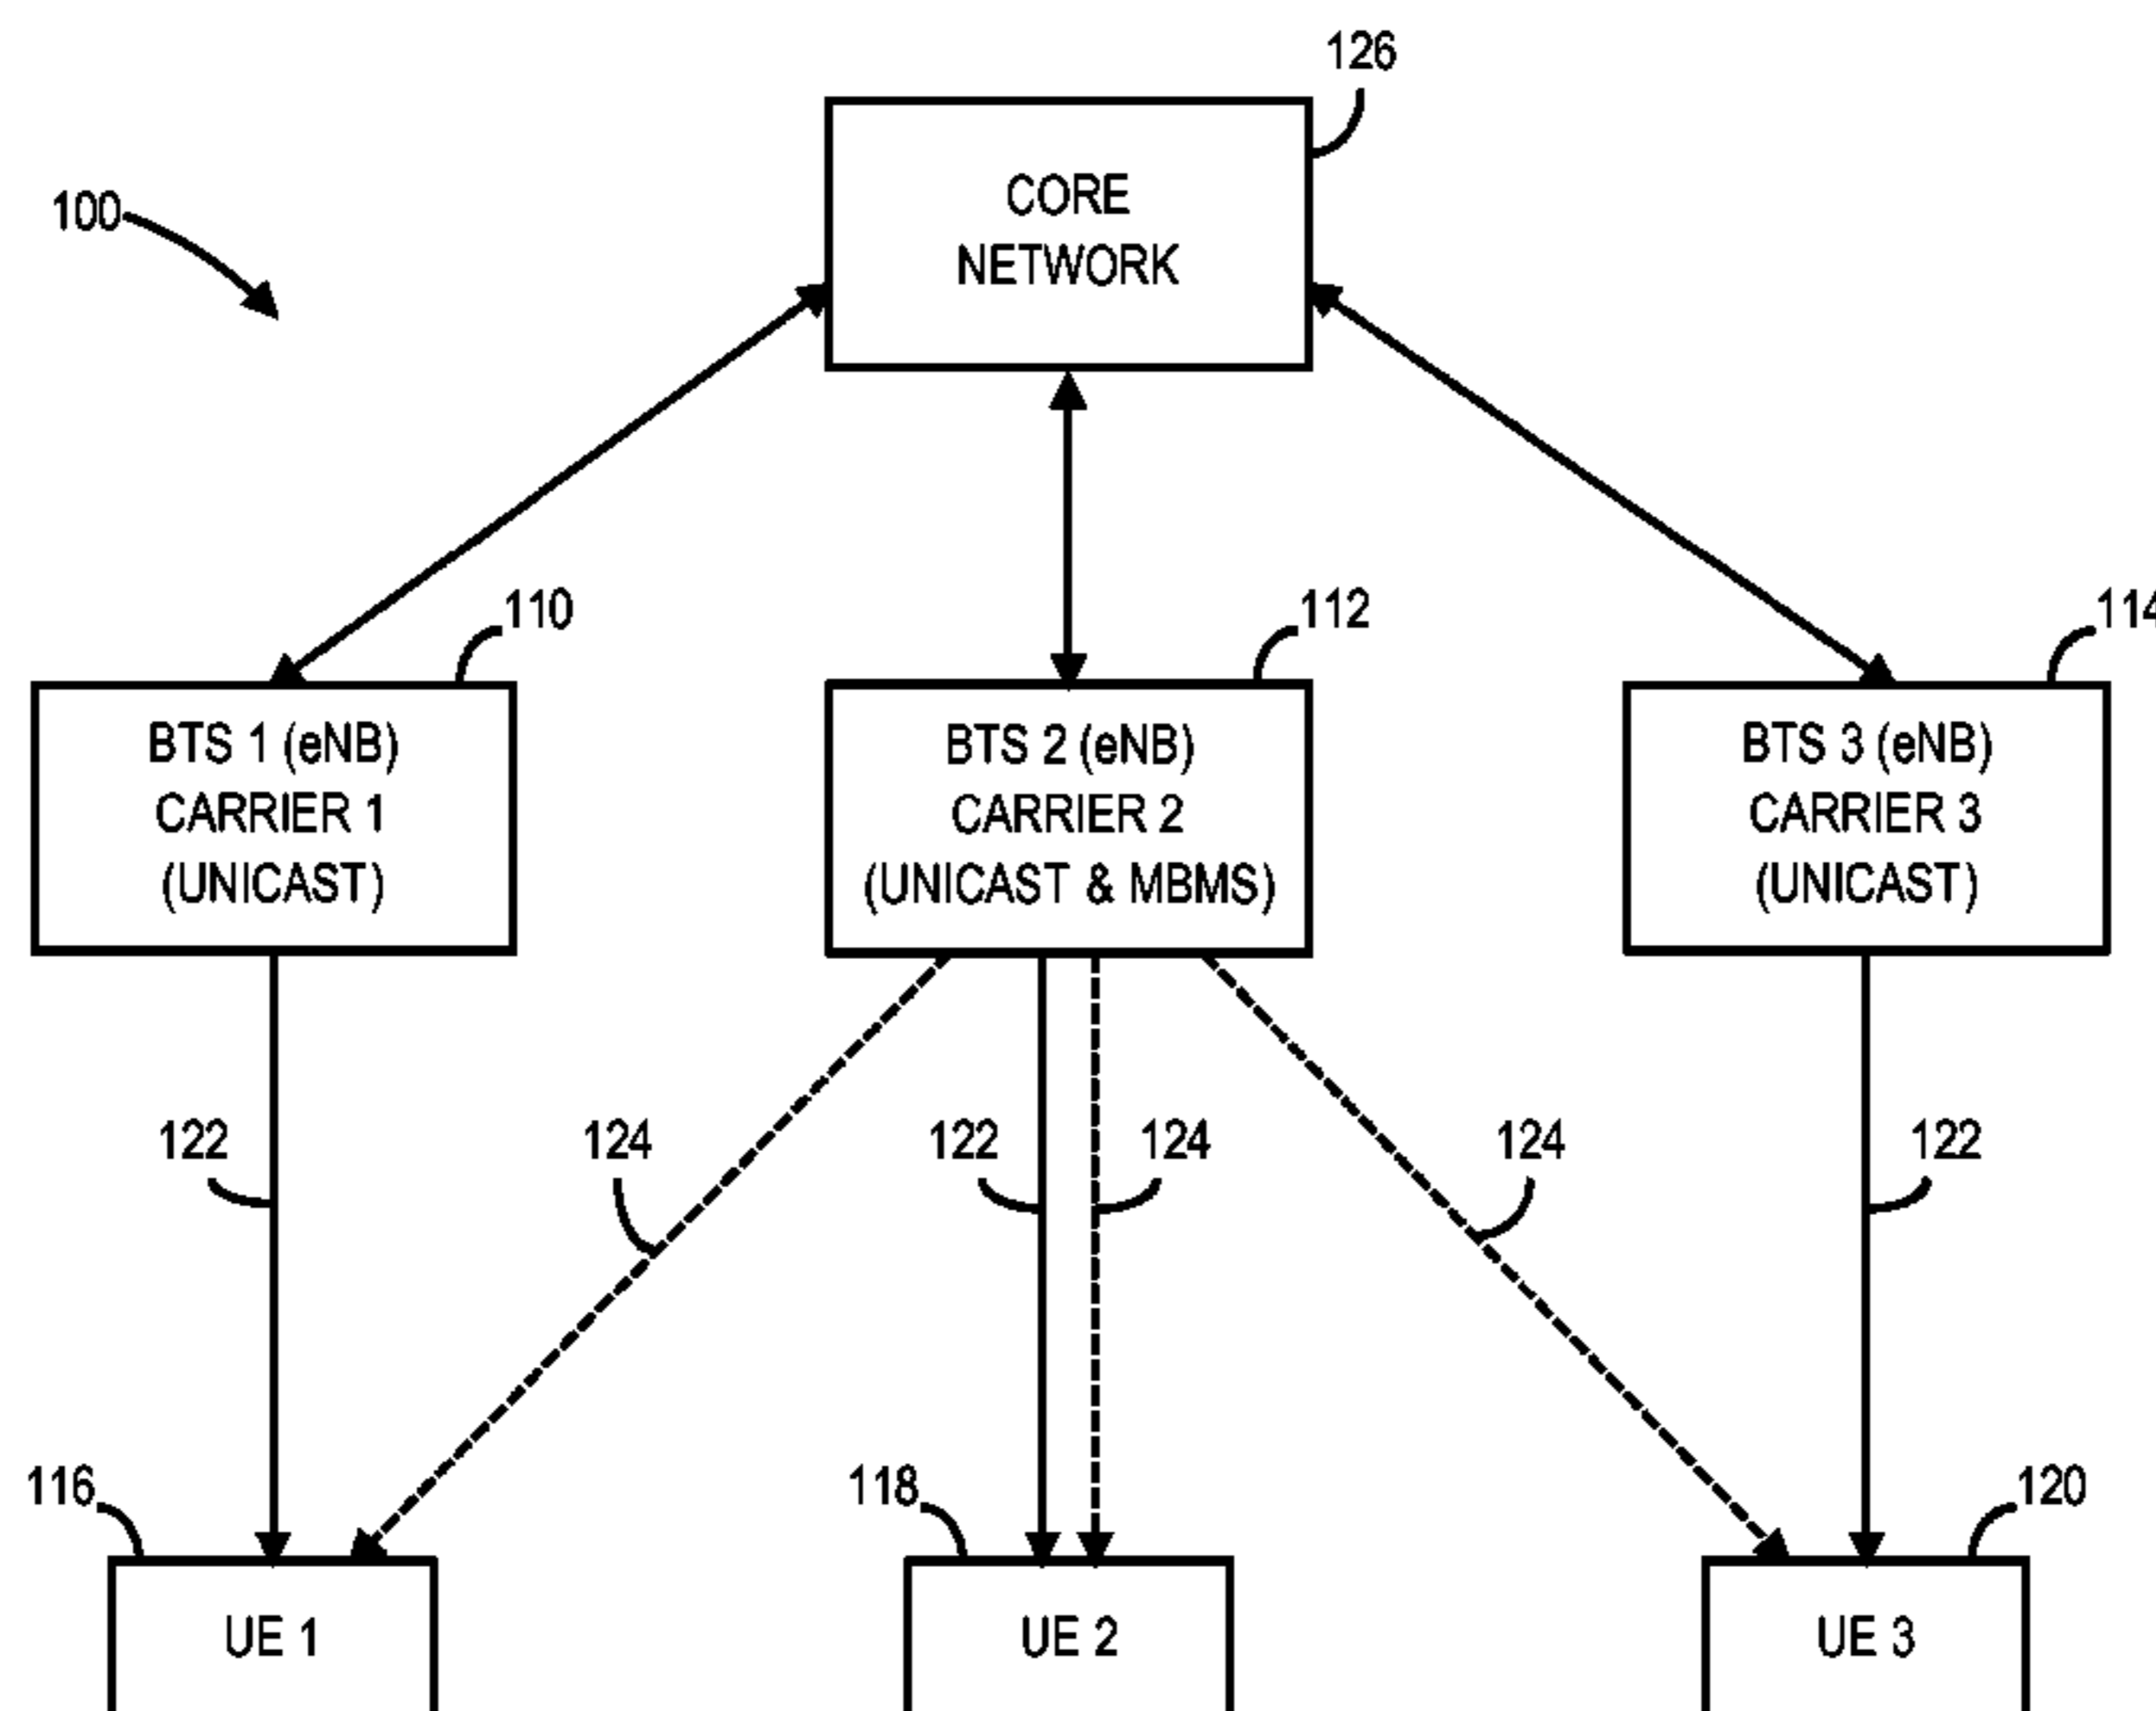 126
CORE
NETWORK
100
110
112
114
BTS 1 (eNB)
CARRIER 1
(UNICAST)
BTS 2 (eNB)
CARRIER 2
(UNICAST & MBMS)
BTS 3 (eNB)
CARRIER 3
(UNICAST)
122
124
122
124
124
122
116
118
120
UE 1
UE 2
UE 3